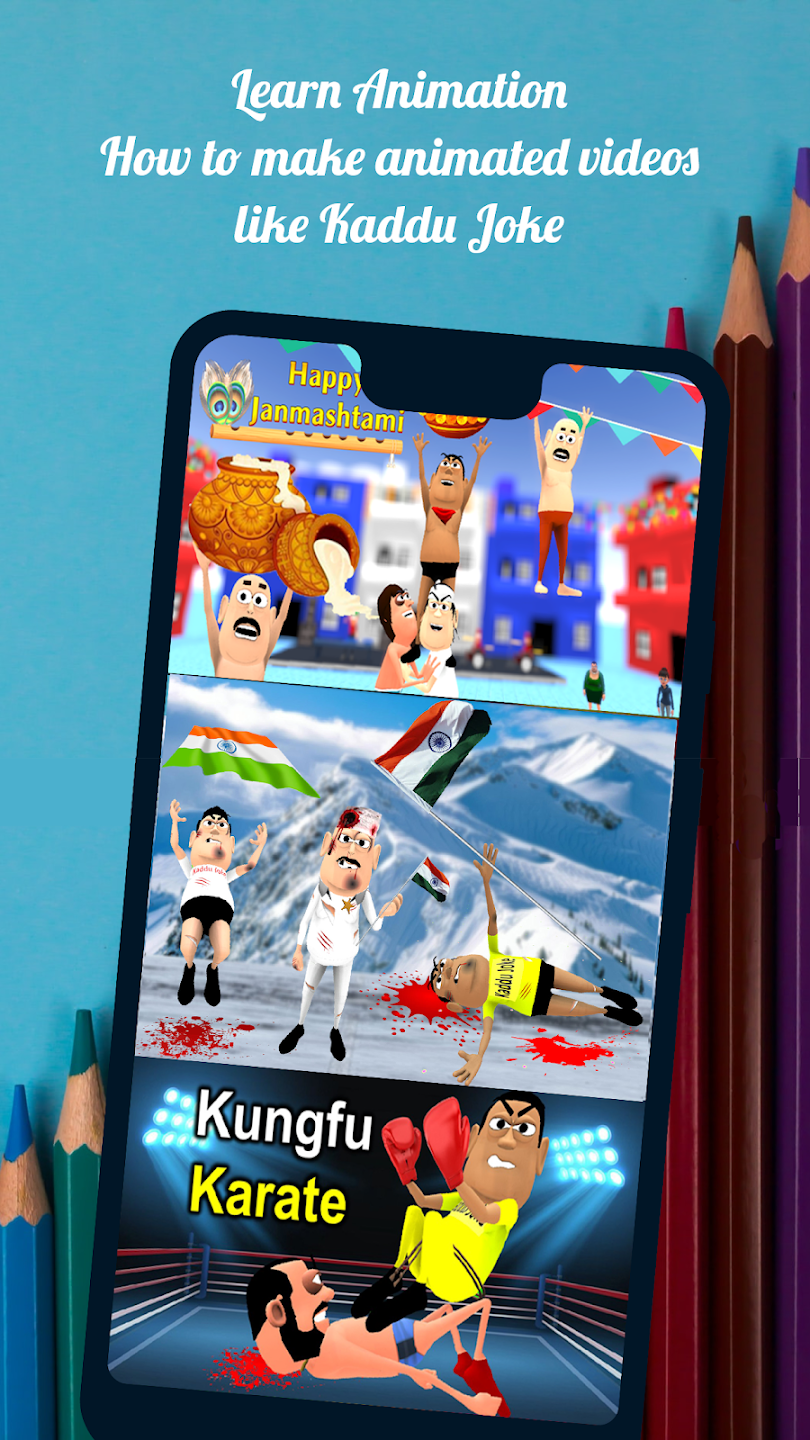 Learn Animation
How to make animated videos
like Kaddu Joke
Happy
Janmashtami
Kaddu Joke
Kaddu Joke
Kungfu
Karate